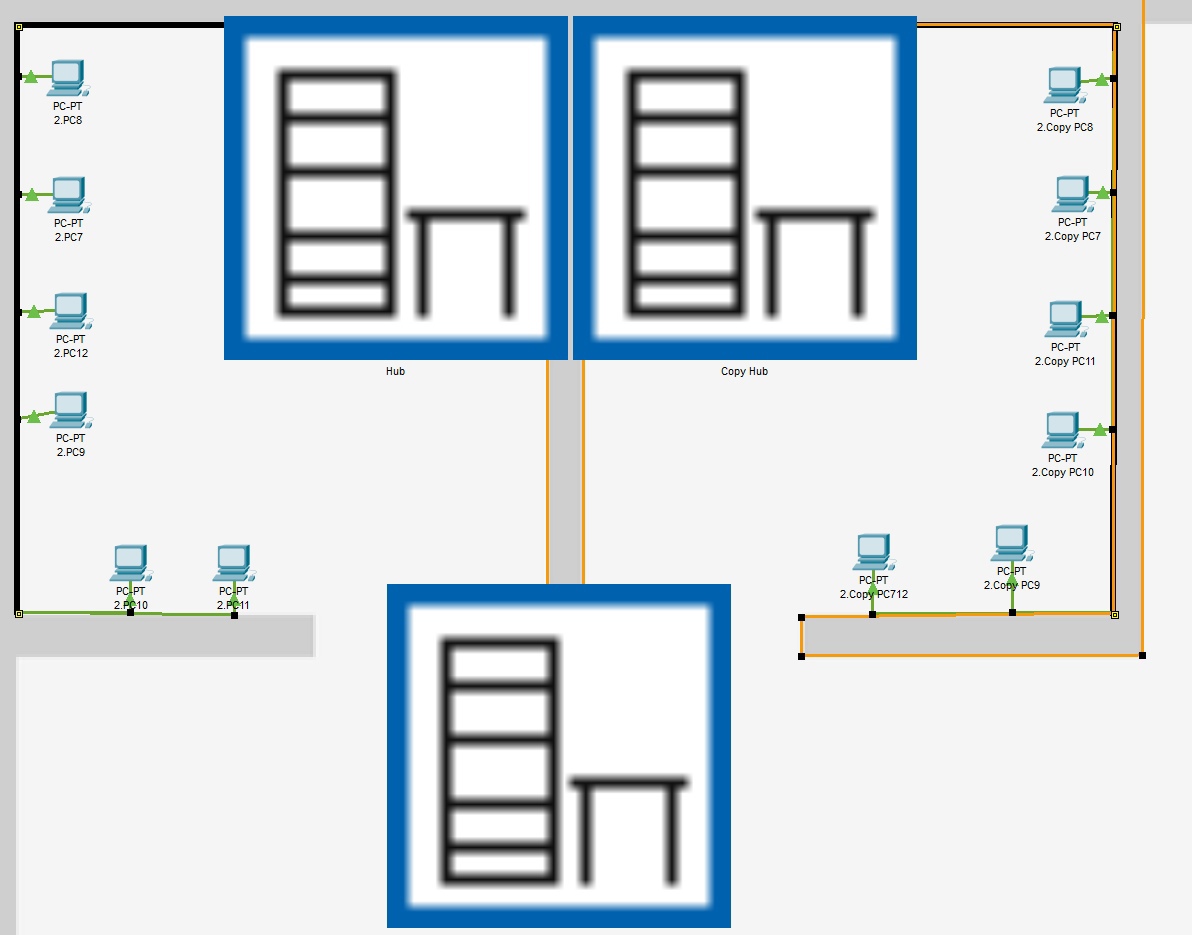 PC-PT
2.PC8
PC-PT
2.PC7
PC-PT
2.PC12
PC-PT
2.PC9
PC-PT
2.PC10
PC-PT
2.PC11
Hub
Copy Hub
PC-PT
2.Copy PC8
PC-PT
2.Copy PC7
PC-PT
2.Copy PC11
PC-PT
2.Copy PC10
PC-PT
2.Copy PC712
PC-PT
2.Copy PC9